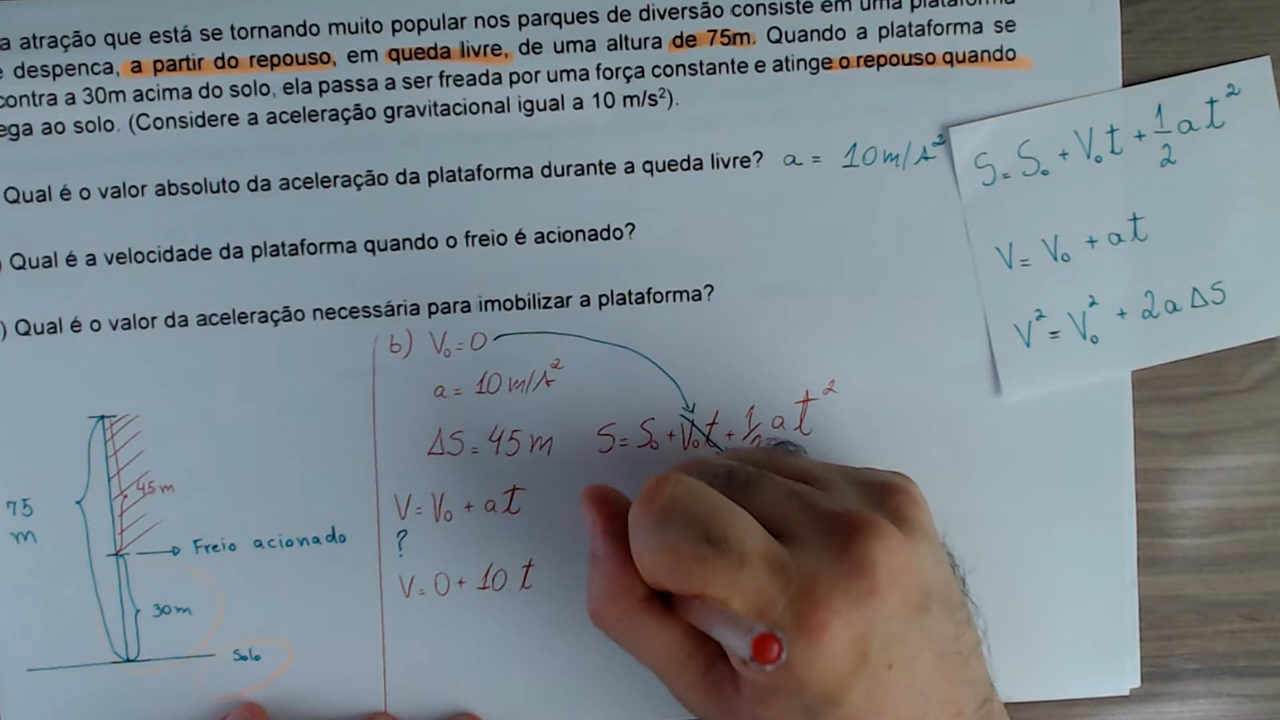 a atração que está se tornando muito popular nos parques de diversão consiste em uma
despenca, a partir do repouso, em queda livre, de uma altura de 75m. Quando a plataforma se
contra a 30m acima do solo, ela passa a ser freada por uma força constante e atinge o repouso quando
ega ao solo. (Considere a aceleração gravitacional igual a 10 m/s²).
Qual é o valor absoluto da aceleração da plataforma durante a queda livre? a = 10m/s²
) Qual é a velocidade da plataforma quando o freio é acionado?
) Qual é o valor da aceleração necessária para imobilizar a plataforma?
S = S₀ + V₀t + 1/2 at²
V = V₀ + at
V² = V₀² + 2aΔS
b) V₀ = 0
a = 10m/s²
ΔS = 45m
S = S₀ + V₀t + 1/2 at²
V = V₀ + at
?
V = 0 + 10t
75
m
45m
Freio acionado
30m
Solo